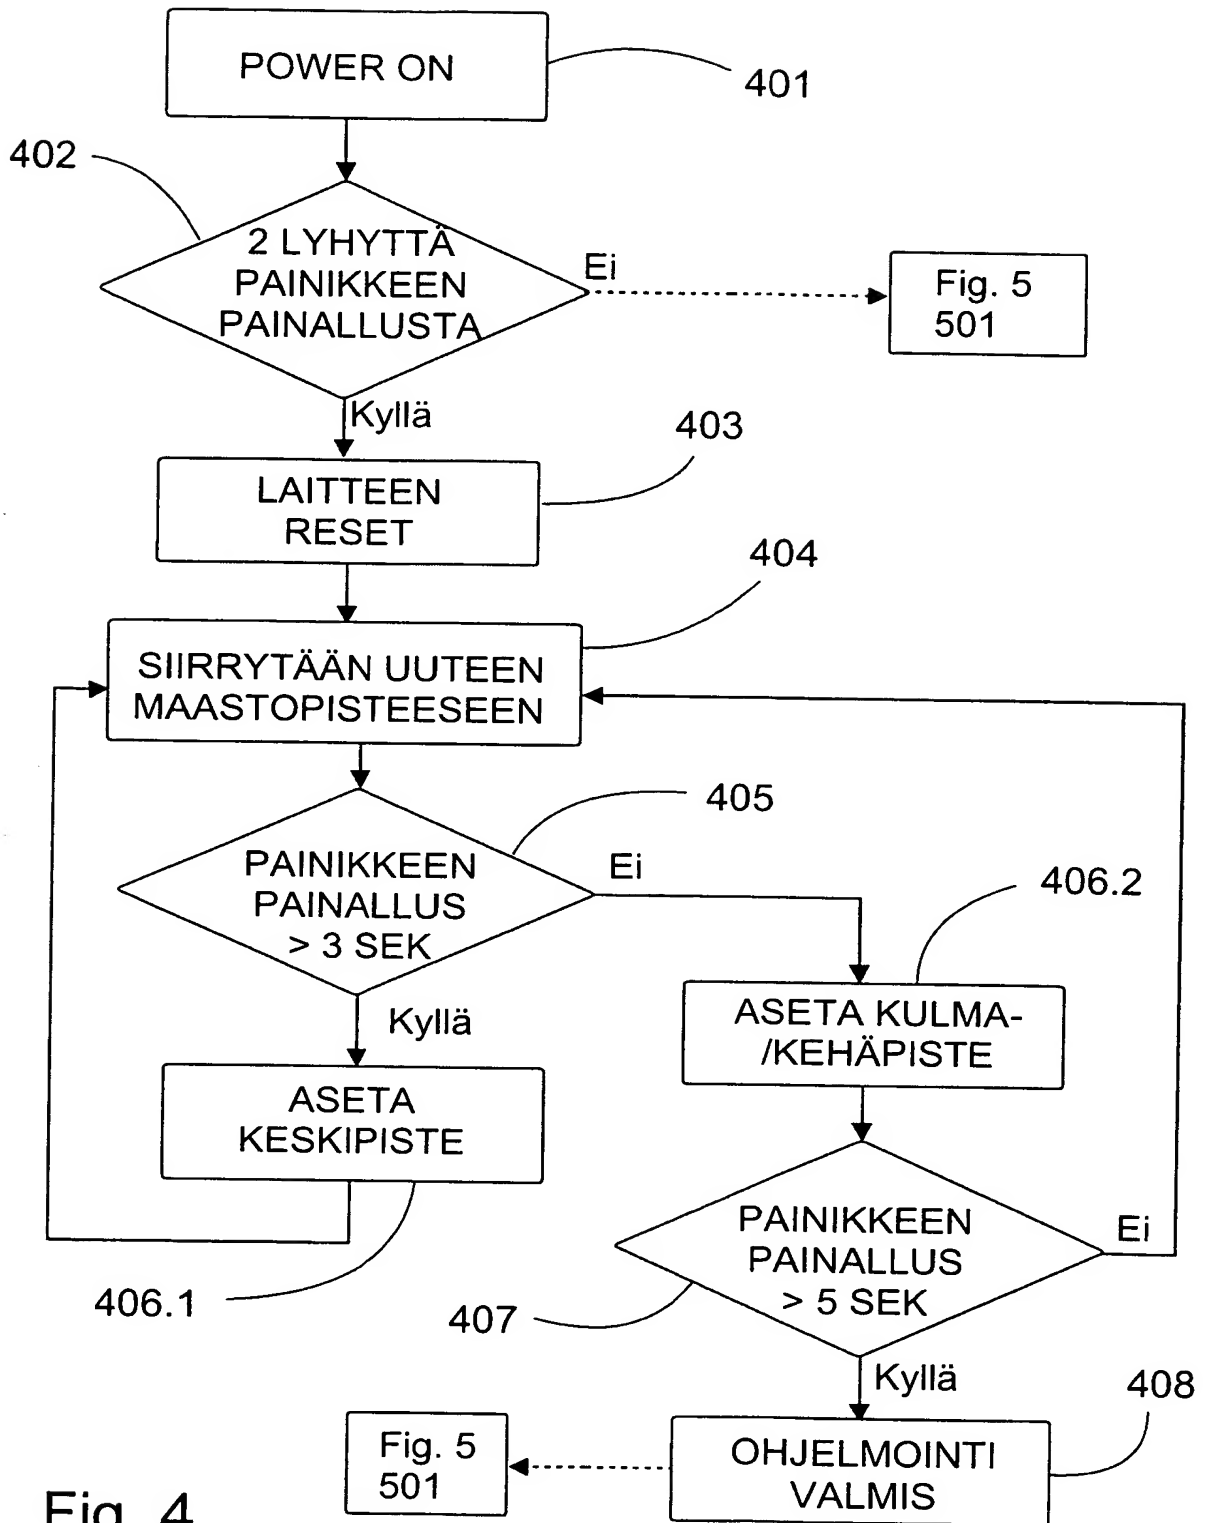 POWER ON
401
402
2 LYHYTTÄ
PAINIKKEEN
PAINALLUSTA
Ei
Fig. 5
501
Kyllä
403
LAITTEEN
RESET
404
SIIRRYTÄÄN UUTEEN
MAASTOPISTEESEEN
405
PAINIKKEEN
PAINALLUS
> 3 SEK
Ei
406.2
Kyllä
ASETA KULMA-
/KEHÄPISTE
ASETA
KESKIPISTE
PAINIKKEEN
PAINALLUS
> 5 SEK
Ei
406.1
407
Kyllä
408
Fig. 5
501
OHJELMOINTI
VALMIS
Fig. 4